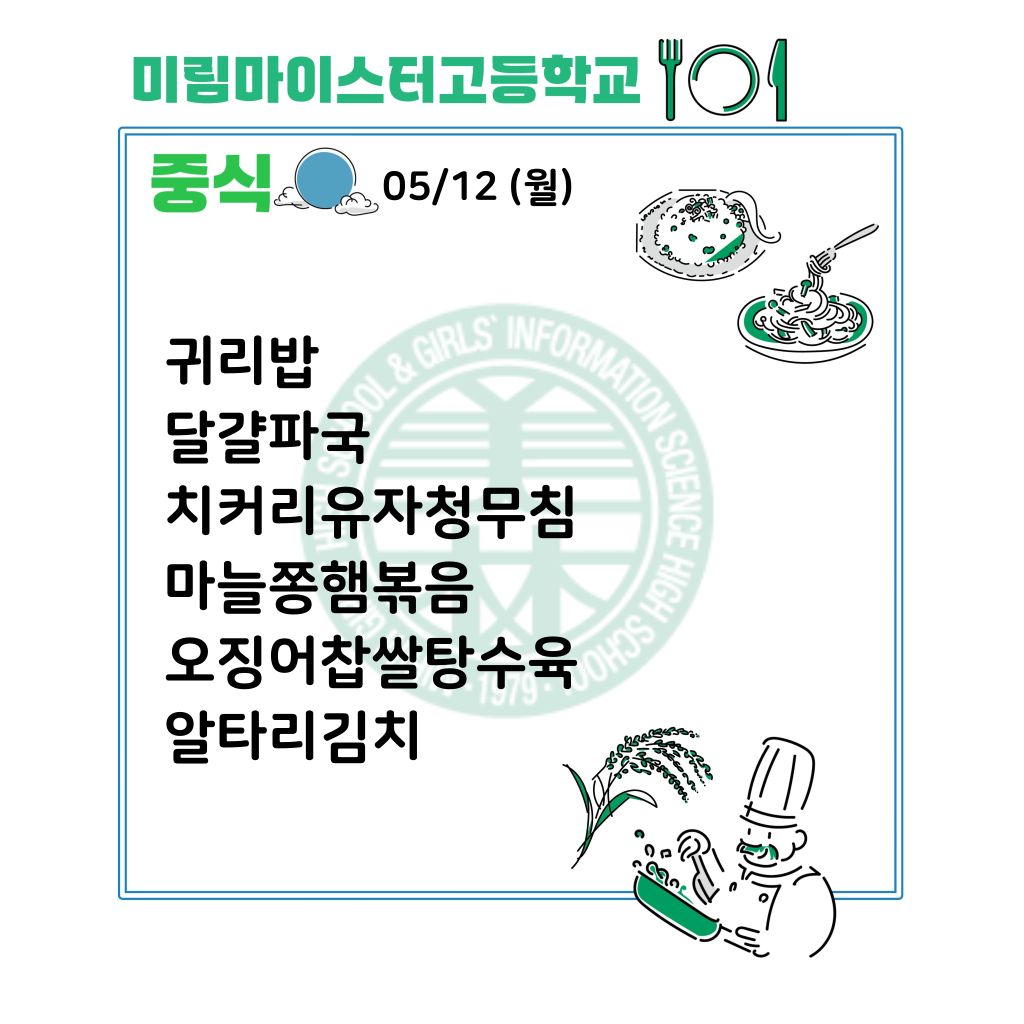 미림마이스터고등학교
중식 05/12 (월)
귀리밥
달걀파국
치커리유자청무침
마늘쫑햄볶음
오징어찹쌀탕수육
알타리김치
SCHOOL & GIRLS' INFORMATION SCIENCE HIGH SCHOOL
· 1979 ·